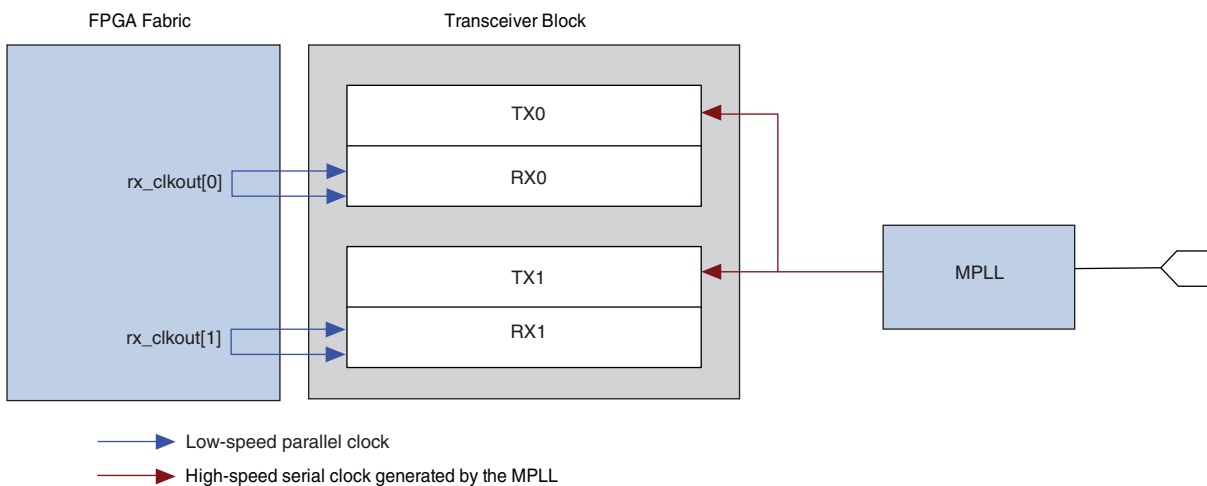 FPGA Fabric
Transceiver Block
TX0
rx_clkout[0]
RX0
TX1
MPLL
rx_clkout[1]
RX1
Low-speed parallel clock
High-speed serial clock generated by the MPLL